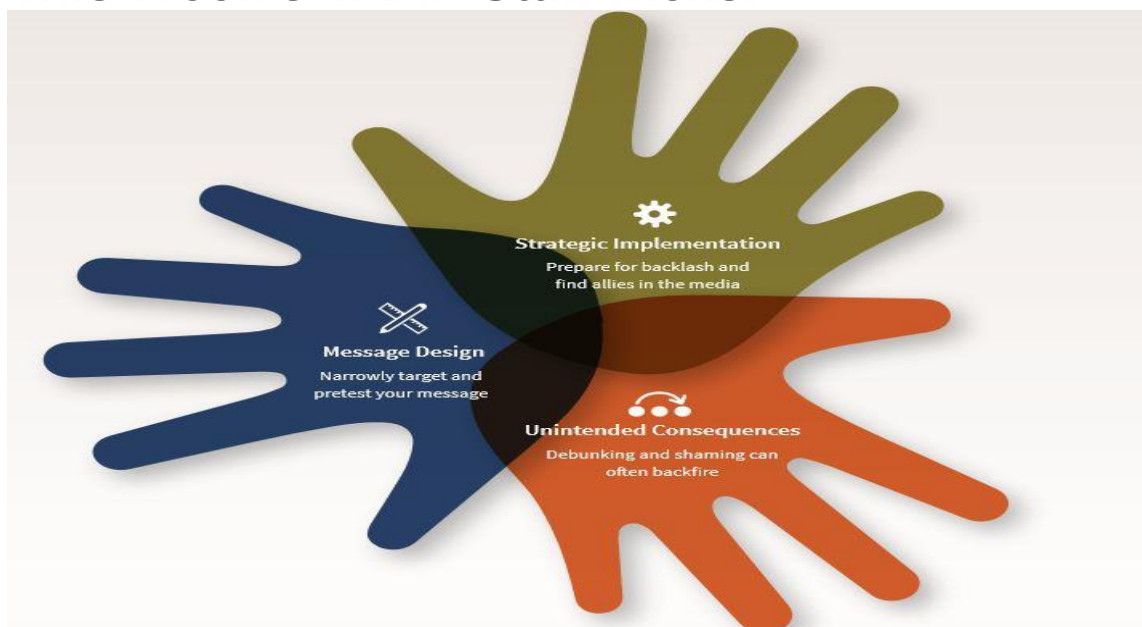 Strategic Implementation
Prepare for backlash and
find allies in the media
Message Design
Narrowly target and
pretest your message
Unintended Consequences
Debunking and shaming can
often backfire